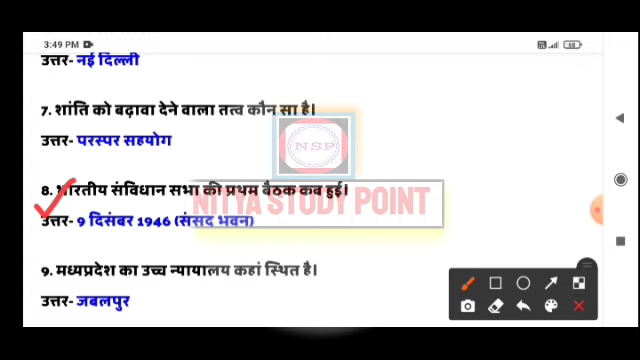 3:49 PM
68
उत्तर- नई दिल्ली
7. शांति को बढ़ावा देने वाला तत्व कौन सा है।
NSP
उत्तर- परस्पर सहयोग
8. भारतीय संविधान सभा की प्रथम बैठक कब हुई।
NITYA STUDY POINT
उत्तर- 9 दिसंबर 1946 (संसद भवन)
9. मध्यप्रदेश का उच्च न्यायालय कहां स्थित है।
उत्तर- जबलपुर